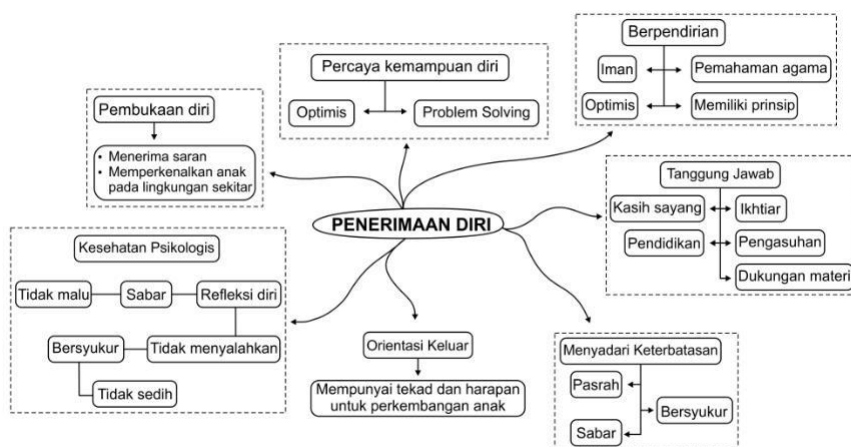 Berpendirian
Iman
Pemahaman agama
Optimis
Memiliki prinsip
Percaya kemampuan diri
Optimis
Problem Solving
Pembukaan diri
• Menerima saran
• Memperkenalkan anak
pada lingkungan sekitar
Tanggung Jawab
Kasih sayang
Ikhtiar
Pendidikan
Pengasuhan
Dukungan materi
PENERIMAAN DIRI
Kesehatan Psikologis
Tidak malu
Sabar
Refleksi diri
Bersyukur
Tidak menyalahkan
Tidak sedih
Orientasi Keluar
Mempunyai tekad dan harapan
untuk perkembangan anak
Menyadari Keterbatasan
Pasrah
Bersyukur
Sabar